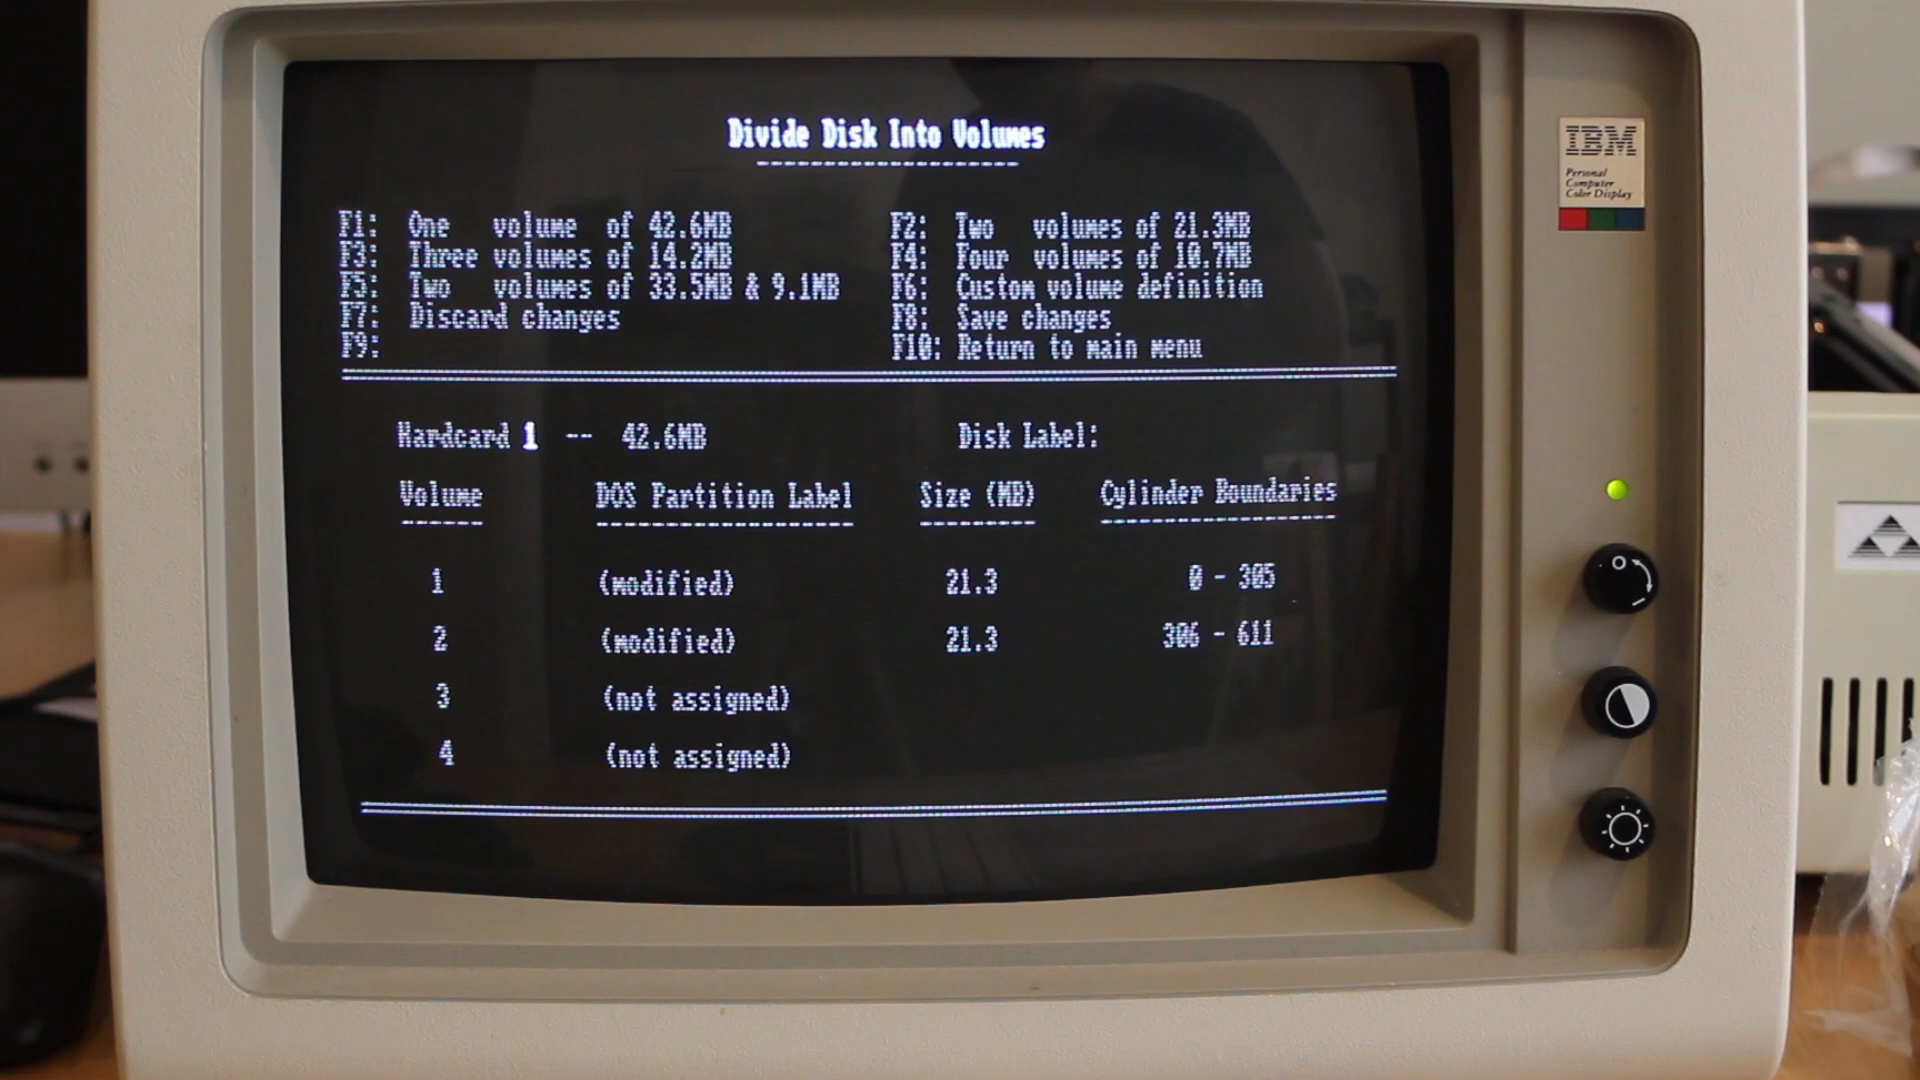 Divide Disk Into Volumes
F1: One volume of 42.6MB F2: Two volumes of 21.3MB
F3: Three volumes of 14.2MB F4: Four volumes of 10.7MB
F5: Two volumes of 33.5MB & 9.1MB F6: Custom volume definition
F7: Discard changes F8: Save changes
F9: F10: Return to main menu
Hardcard 1 -- 42.6MB Disk Label:
Volume DOS Partition Label Size (MB) Cylinder Boundaries
1 (modified) 21.3 0 - 305
2 (modified) 21.3 306 - 611
3 (not assigned)
4 (not assigned)
IBM
Personal
Computer
Color Display